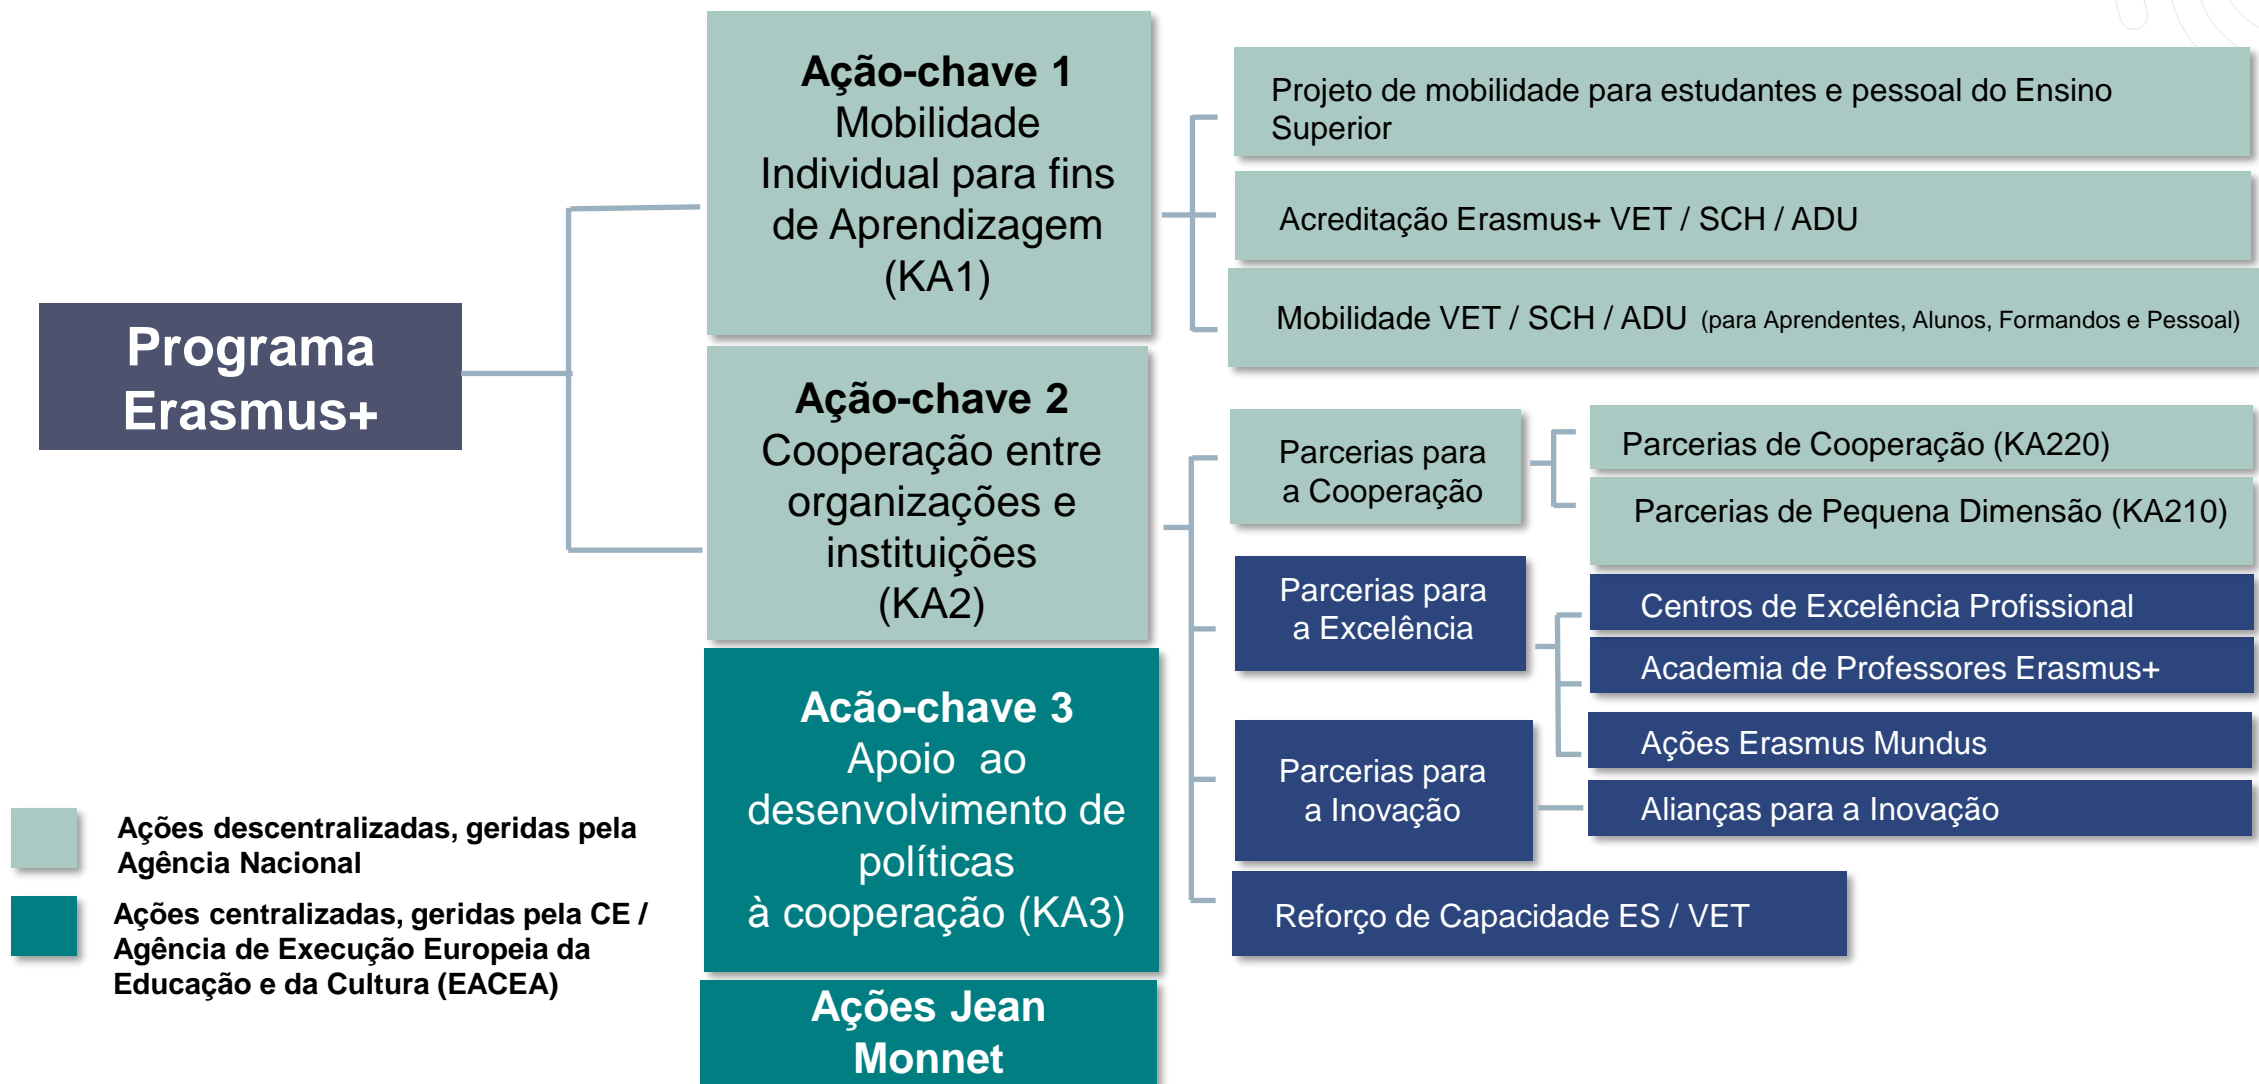 Programa
Erasmus+
Ação-chave 1
Mobilidade
Individual para fins
de Aprendizagem
(KA1)
Projeto de mobilidade para estudantes e pessoal do Ensino
Superior
Acreditação Erasmus+ VET / SCH / ADU
Mobilidade VET / SCH / ADU (para Aprendentes, Alunos, Formandos e Pessoal)
Ação-chave 2
Cooperação entre
organizações e
instituições
(KA2)
Parcerias para
a Cooperação
Parcerias de Cooperação (KA220)
Parcerias de Pequena Dimensão (KA210)
Parcerias para
a Excelência
Centros de Excelência Profissional
Academia de Professores Erasmus+
Ações Erasmus Mundus
Parcerias para
a Inovação
Alianças para a Inovação
Reforço de Capacidade ES / VET
Acão-chave 3
Apoio ao
desenvolvimento de
políticas
à cooperação (KA3)
Ações Jean
Monnet
Ações descentralizadas, geridas pela
Agência Nacional
Ações centralizadas, geridas pela CE /
Agência de Execução Europeia da
Educação e da Cultura (EACEA)